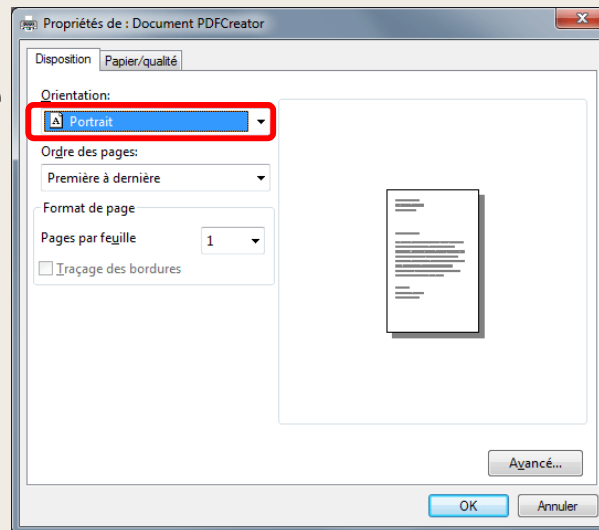 Propriétés de : Document PDFCreator
Disposition
Papier/qualité
Orientation:
Portrait
Ordre des pages:
Première à dernière
Format de page
Pages par feuille
1
Traçage des bordures
Avancé...
OK
Annuler